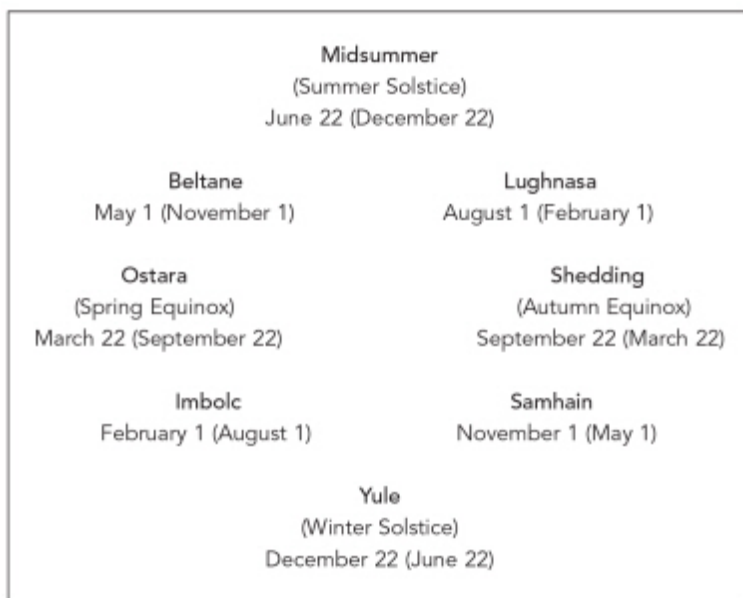 Midsummer
(Summer Solstice)
June 22 (December 22)
Beltane
May 1 (November 1)
Lughnasa
August 1 (February 1)
Ostara
(Spring Equinox)
March 22 (September 22)
Shedding
(Autumn Equinox)
September 22 (March 22)
Imbolc
February 1 (August 1)
Samhain
November 1 (May 1)
Yule
(Winter Solstice)
December 22 (June 22)